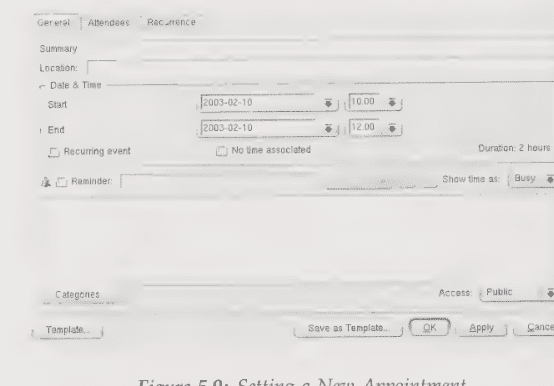 General Attendees Recurrence
Summary
Location:
Date & Time
Start 2003-02-10 10.00
End 2003-02-10 12.00
Recurring event No time associated Duration: 2 hours
Reminder: Show time as: Busy
Categories Access: Public
Template... Save as Template... OK Apply Cance
Figure 5.9: Setting a New Appointment